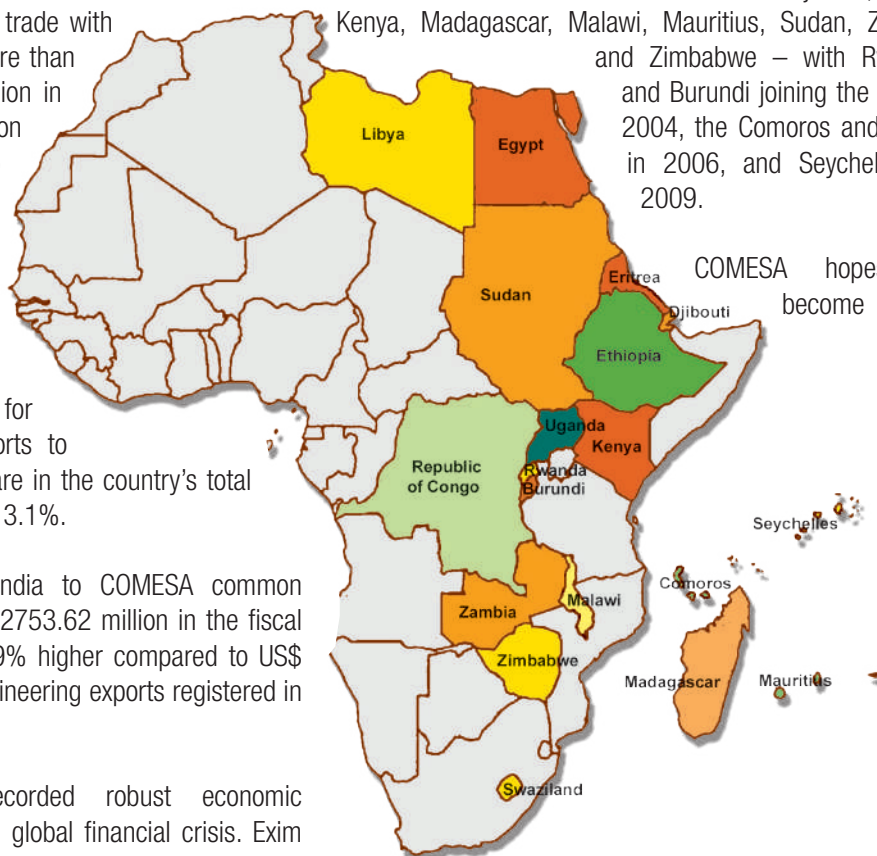 trade with
re than
ion in
on
for
orts to
are in the country's total
3.1%.
ndia to COMESA common
2753.62 million in the fiscal
9% higher compared to US$
gineering exports registered in
ecorded robust economic
global financial crisis. Exim
Kenya, Madagascar, Malawi, Mauritius, Sudan, Z
and Zimbabwe – with R
and Burundi joining the
2004, the Comoros and
in 2006, and Seychel
2009.
COMESA hope
become
Libya
Egypt
Sudan
Eritrea
Djibouti
Ethiopia
Uganda
Kenya
Republic
of Congo
Rwanda
Burundi
Seychelles
Comoros
Malawi
Zambia
Zimbabwe
Madagascar
Mauritius
Swaziland